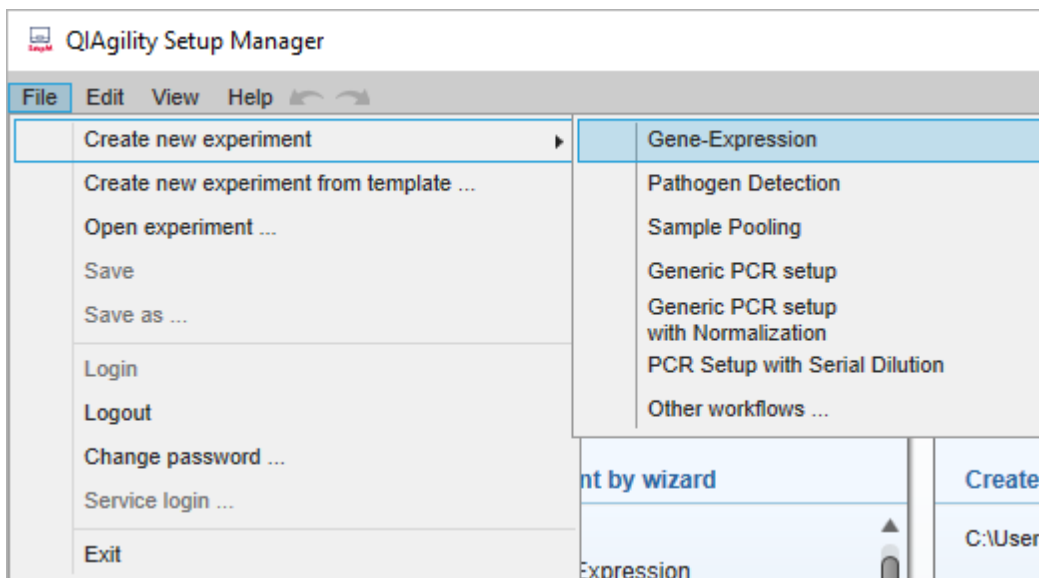 QIAgility Setup Manager
File Edit View Help
Create new experiment
Create new experiment from template ...
Open experiment ...
Save
Save as ...
Login
Logout
Change password ...
Service login ...
Exit
Gene-Expression
Pathogen Detection
Sample Pooling
Generic PCR setup
Generic PCR setup
with Normalization
PCR Setup with Serial Dilution
Other workflows ...
nt by wizard
Expression
Create
C:\User